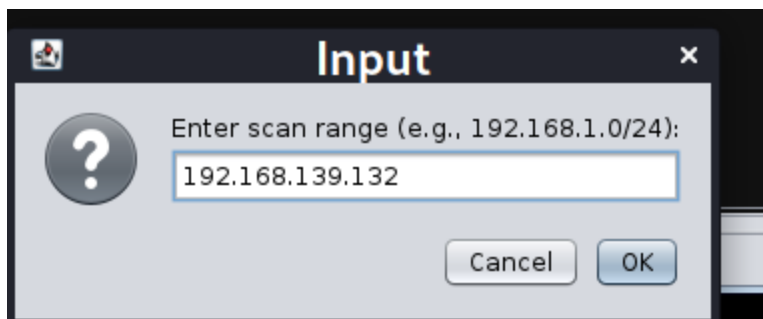 Input
Enter scan range (e.g., 192.168.1.0/24):
192.168.139.132
Cancel OK